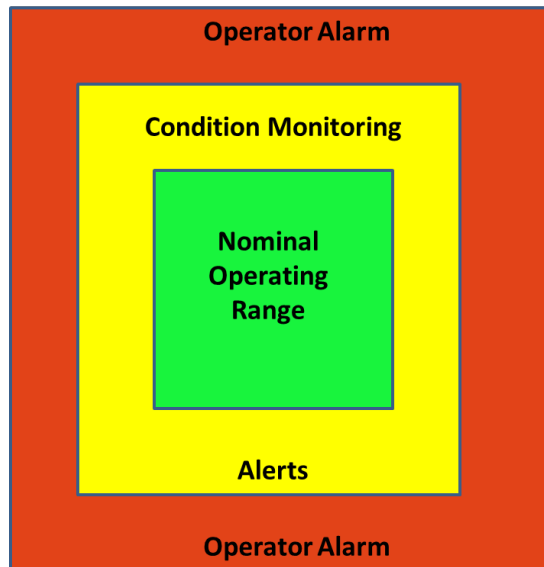 Operator Alarm
Condition Monitoring
Nominal
Operating
Range
Alerts
Operator Alarm